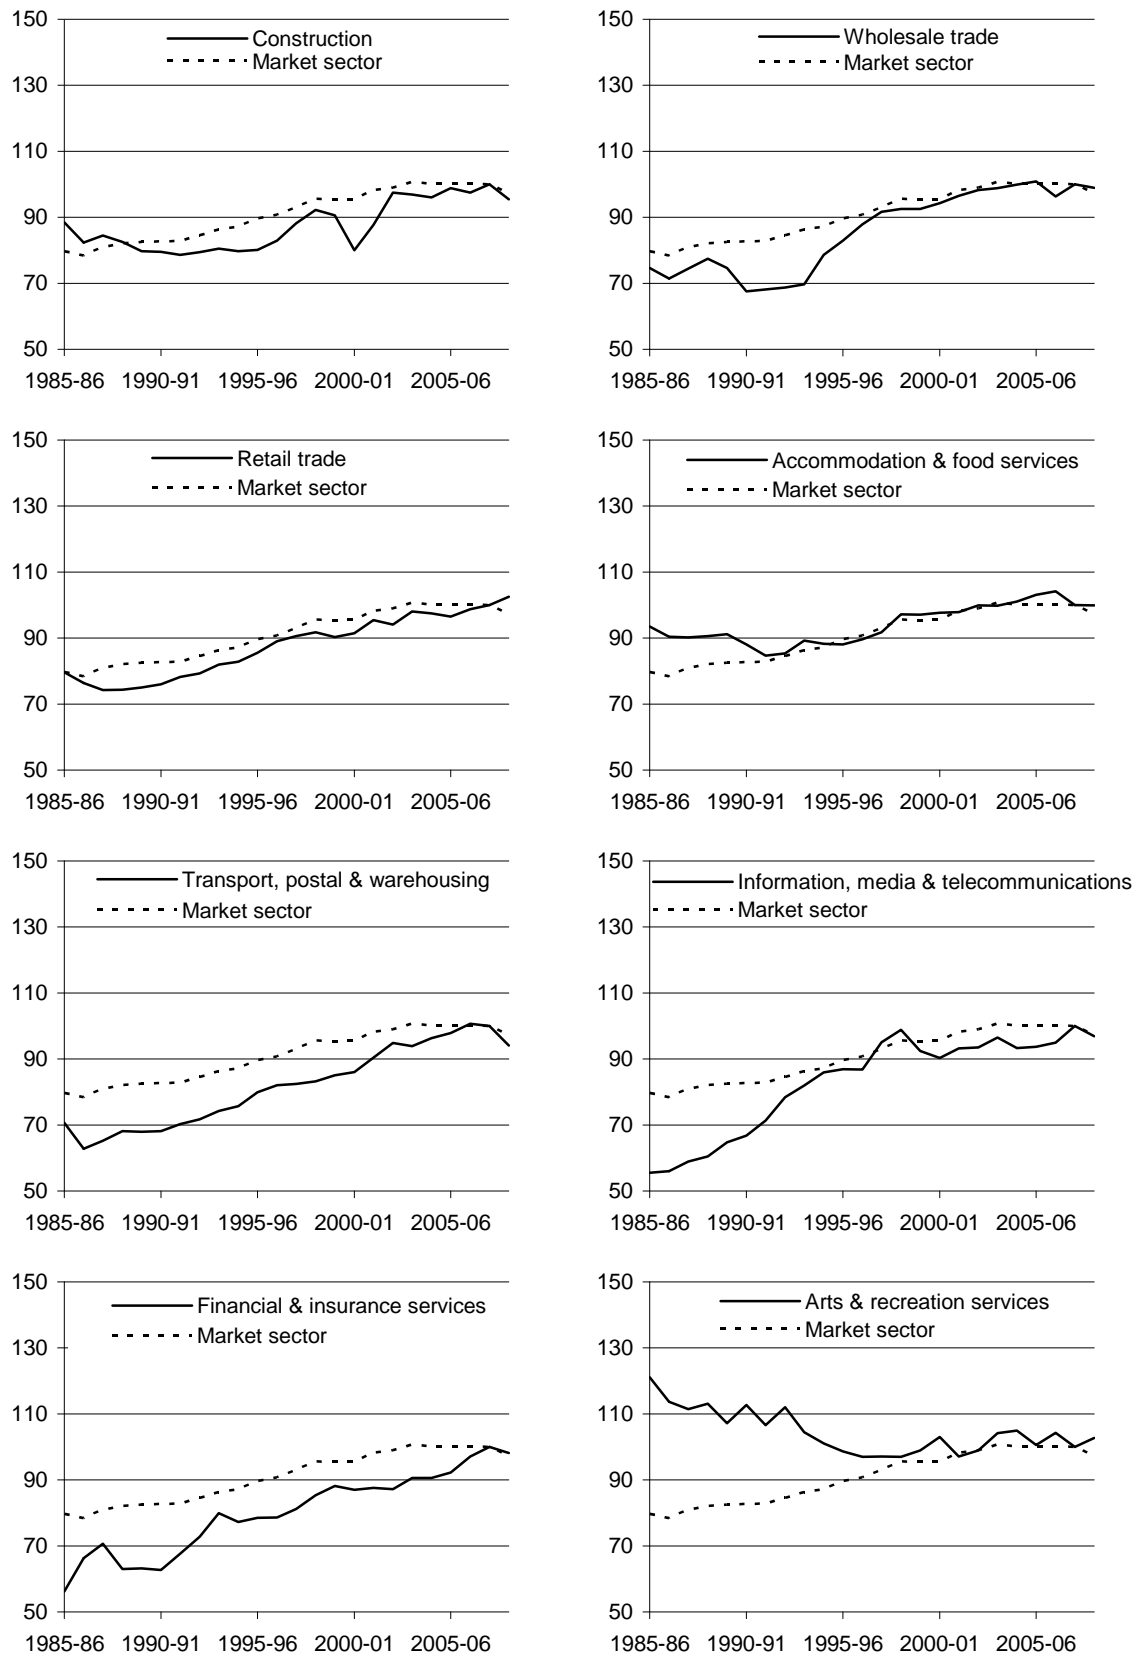 150
130
110
90
70
50
Construction
Market sector
1985-86 1990-91 1995-96 2000-01 2005-06
150
130
110
90
70
50
Wholesale trade
Market sector
1985-86 1990-91 1995-96 2000-01 2005-06
150
130
110
90
70
50
Retail trade
Market sector
1985-86 1990-91 1995-96 2000-01 2005-06
150
130
110
90
70
50
Accommodation & food services
Market sector
1985-86 1990-91 1995-96 2000-01 2005-06
150
130
110
90
70
50
Transport, postal & warehousing
Market sector
1985-86 1990-91 1995-96 2000-01 2005-06
150
130
110
90
70
50
Information, media & telecommunications
Market sector
1985-86 1990-91 1995-96 2000-01 2005-06
150
130
110
90
70
50
Financial & insurance services
Market sector
1985-86 1990-91 1995-96 2000-01 2005-06
150
130
110
90
70
50
Arts & recreation services
Market sector
1985-86 1990-91 1995-96 2000-01 2005-06